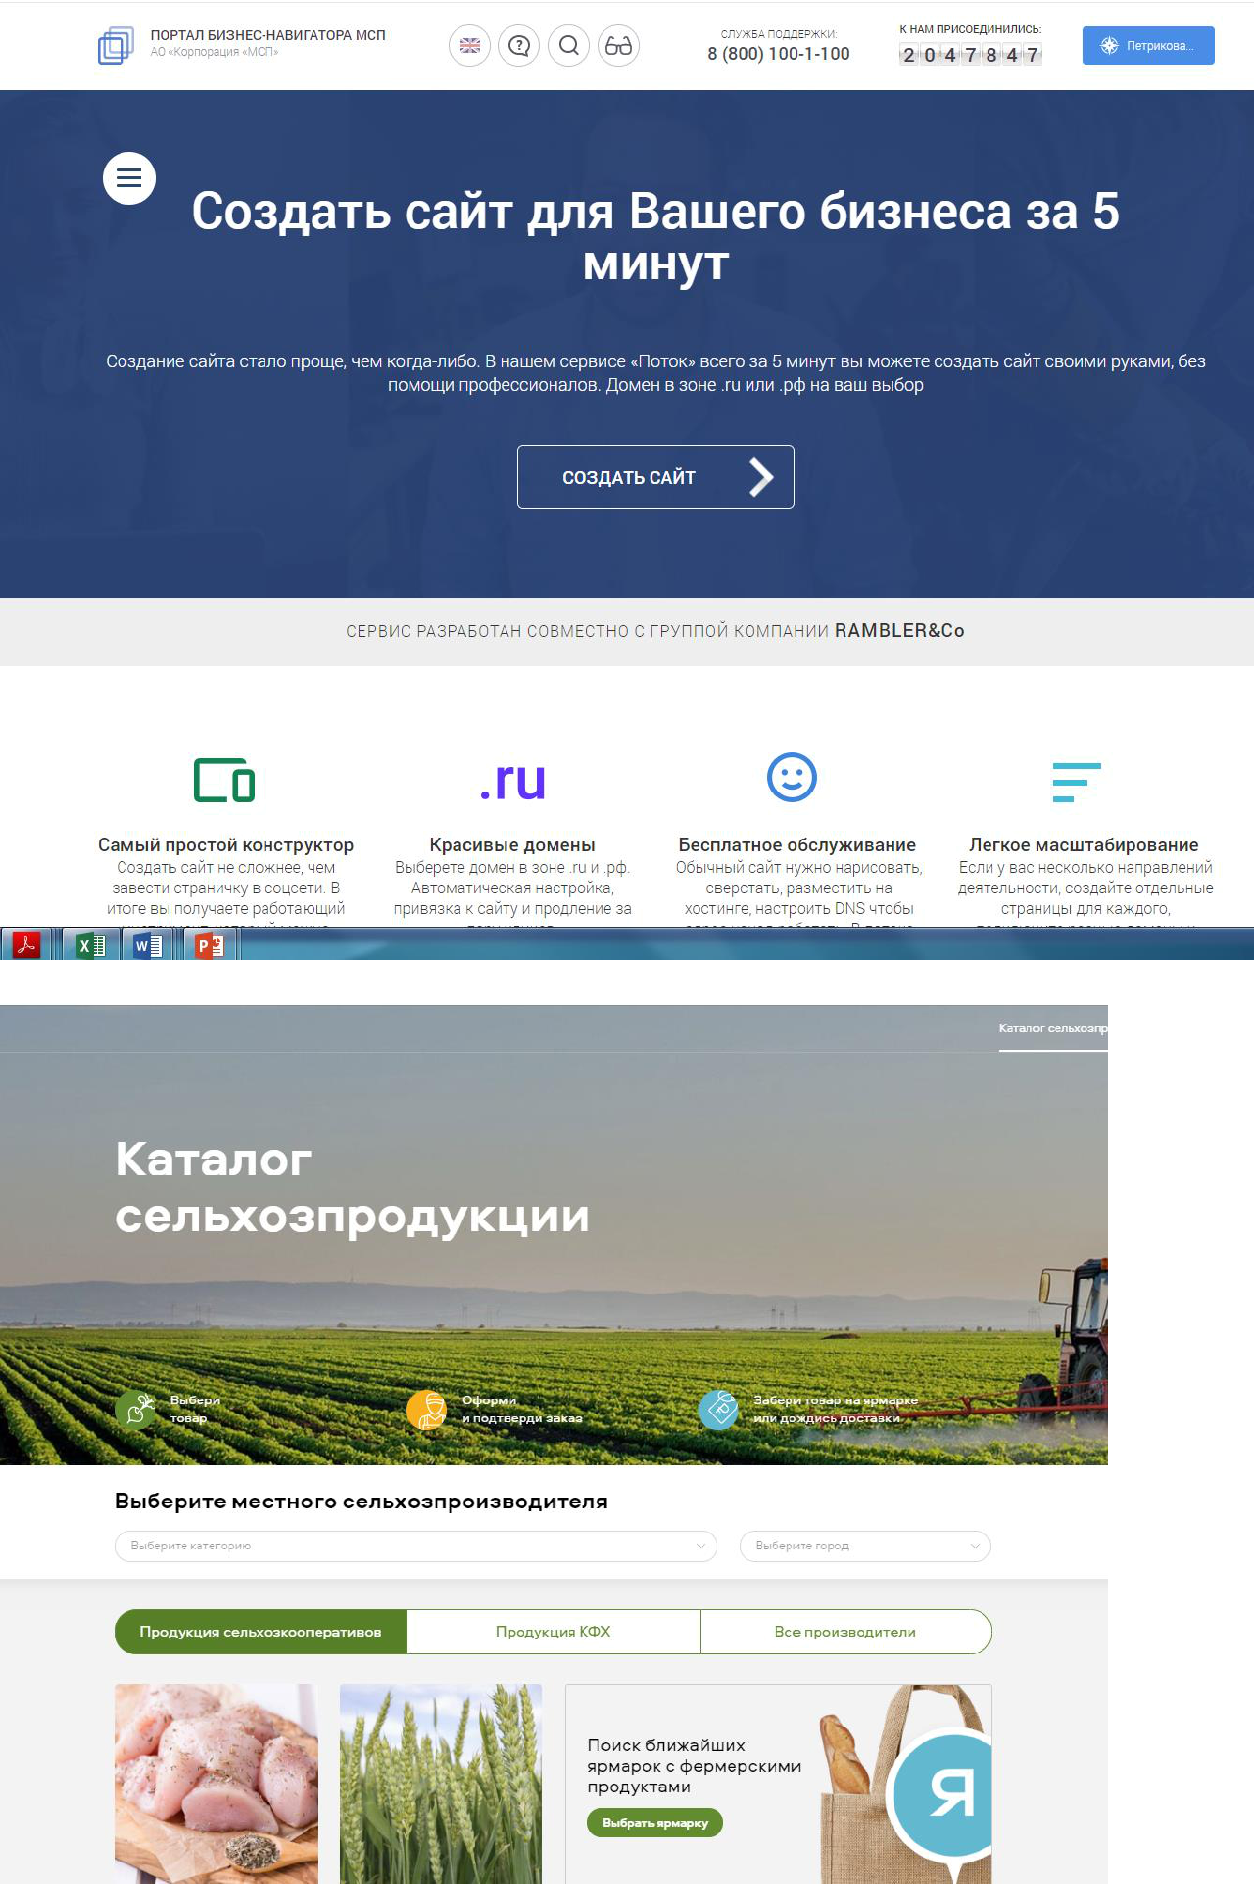 ПОРТАЛ БИЗНЕС-НАВИГАТОРА МСП
АО «Корпорация «МСП»
СЛУЖБА ПОДДЕРЖКИ:
8 (800) 100-1-100
К НАМ ПРИСОЕДИНИЛИСЬ:
2047847
Петрикова...
Создать сайт для Вашего бизнеса за 5
минут
Создание сайта стало проще, чем когда-либо. В нашем сервисе «Поток» всего за 5 минут вы можете создать сайт своими руками, без
помощи профессионалов. Домен в зоне .ru или .рф на ваш выбор
СОЗДАТЬ САЙТ
СЕРВИС РАЗРАБОТАН СОВМЕСТНО С ГРУППОЙ КОМПАНИИ RAMBLER&Co
.ru
Самый простой конструктор
Создать сайт не сложнее, чем
завести страничку в соцсети. В
итоге вы получаете работающий
Красивые домены
Выберете домен в зоне .ru и .рф.
Автоматическая настройка,
привязка к сайту и продление за
Бесплатное обслуживание
Обычный сайт нужно нарисовать,
сверстать, разместить на
хостинге, настроить DNS чтобы
Легкое масштабирование
Если у вас несколько направлений
деятельности, создайте отдельные
страницы для каждого,
Каталог сельхозпр
Каталог
сельхозпродукции
Выбери
товар
Оформи
и подтверди заказ
Забери товар на ярмарке
или дождись доставки
Выберите местного сельхозпроизводителя
Выберите категорию
Выберите город
Продукция сельхозкооперативов
Продукция КФХ
Все производители
Поиск ближайших
ярмарок с фермерскими
продуктами
Выбрать ярмарку
Я